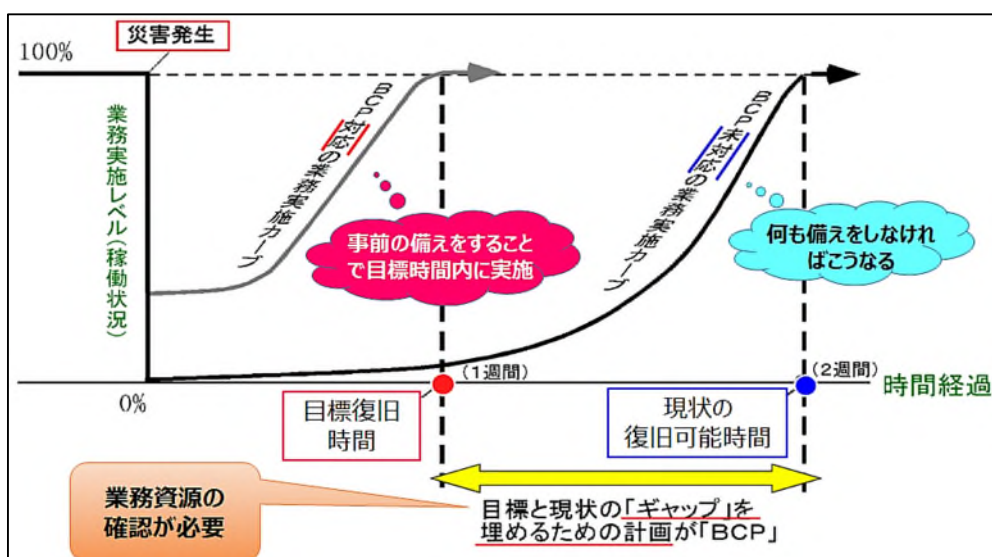 災害発生
100%
業務実施レベル(稼働状況)
BCP対応の業務実施カーブ
BCP未対応の業務実施カーブ
事前の備えをすること
で目標時間内に実施
何も備えをしなけれ
ばこうなる
(1週間)
(2週間)
0%
時間経過
目標復旧
時間
現状の
復旧可能時間
業務資源の
確認が必要
目標と現状の「ギャップ」を
埋めるための計画が「BCP」